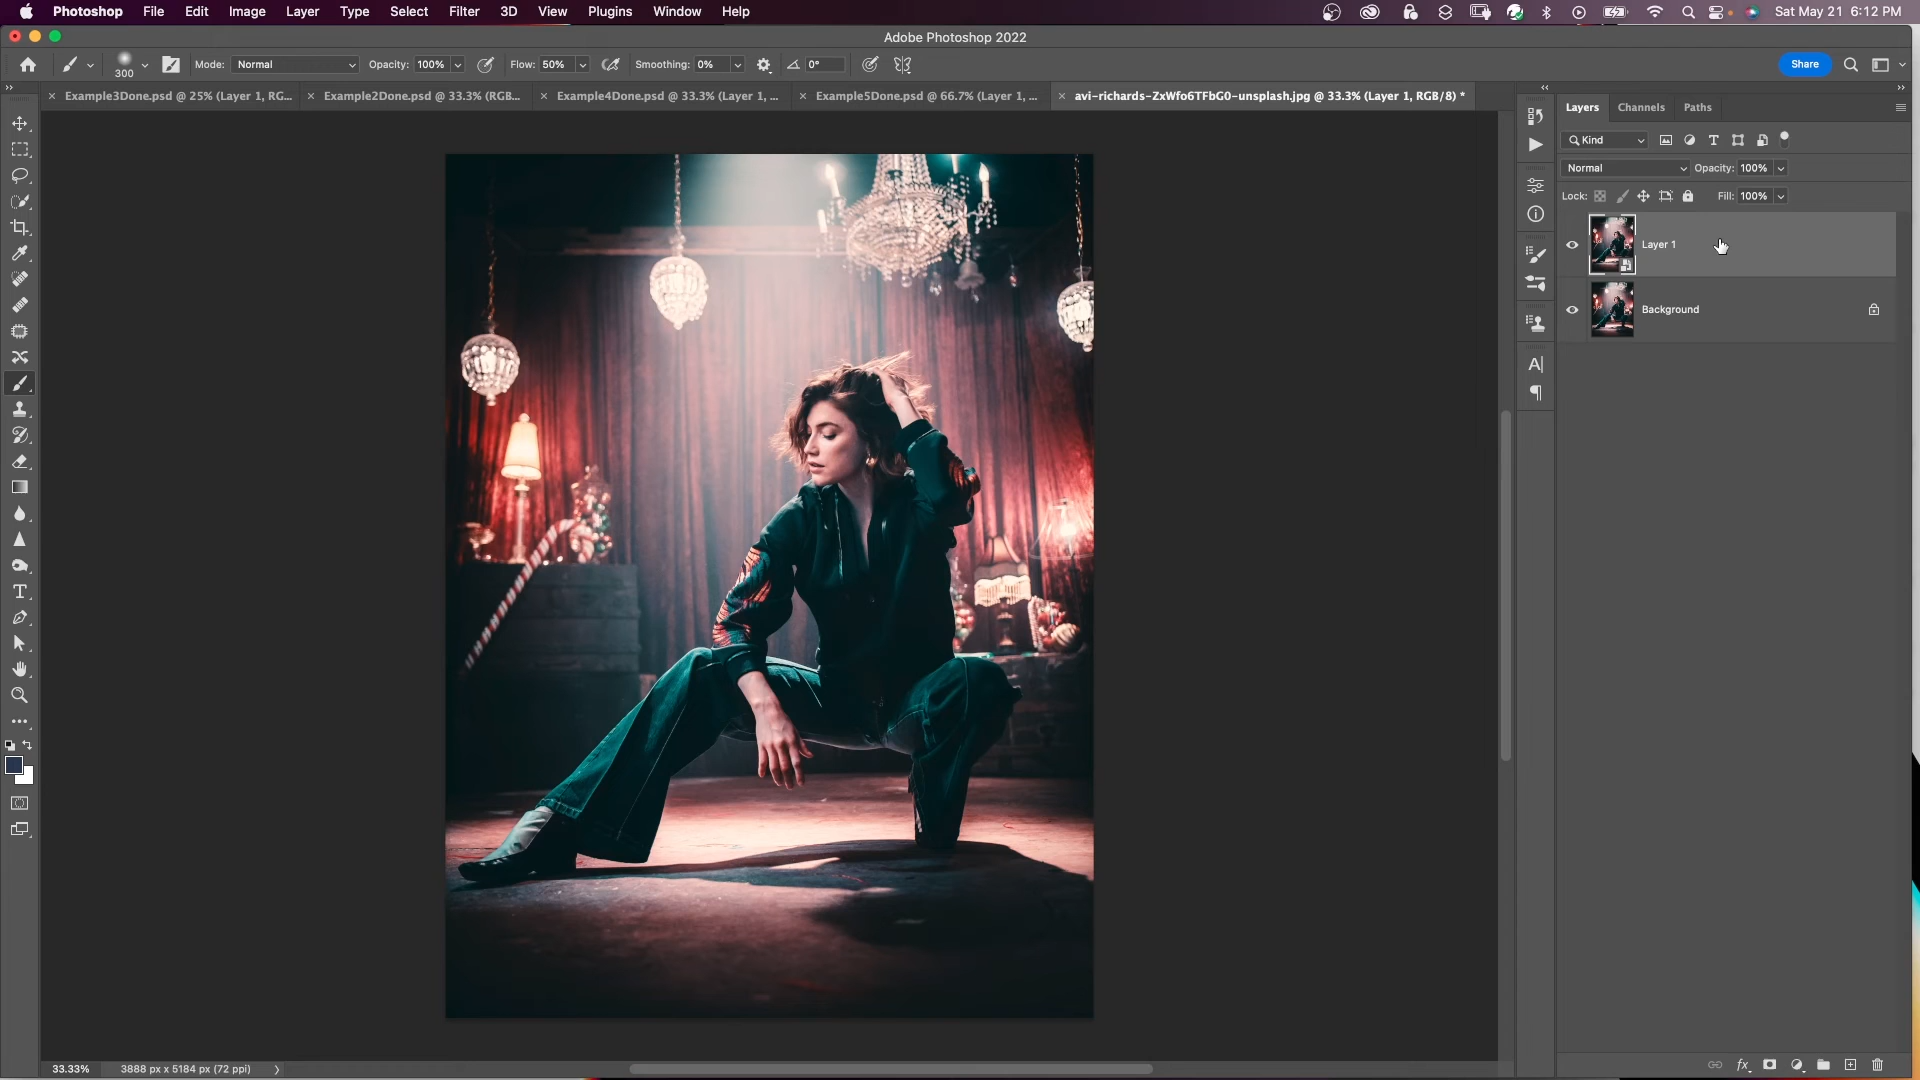 Photoshop File Edit Image Layer Type Select Filter 3D View Plugins Window Help Sat May 21 6:12 PM
Adobe Photoshop 2022
300 Mode: Normal Opacity: 100% Flow: 50% Smoothing: 0% 0° Share
Example3Done.psd @ 25% (Layer 1, RG... Example2Done.psd @ 33.3% (RGB... Example4Done.psd @ 33.3% (Layer 1, ... Example5Done.psd @ 66.7% (Layer 1, ... avi-richards-ZxWfo6TFbG0-unsplash.jpg @ 33.3% (Layer 1, RGB/8) *
Layers Channels Paths
Kind
Normal Opacity: 100%
Lock: Fill: 100%
Layer 1
Background
33.33% 3888 px x 5184 px (72 ppi)